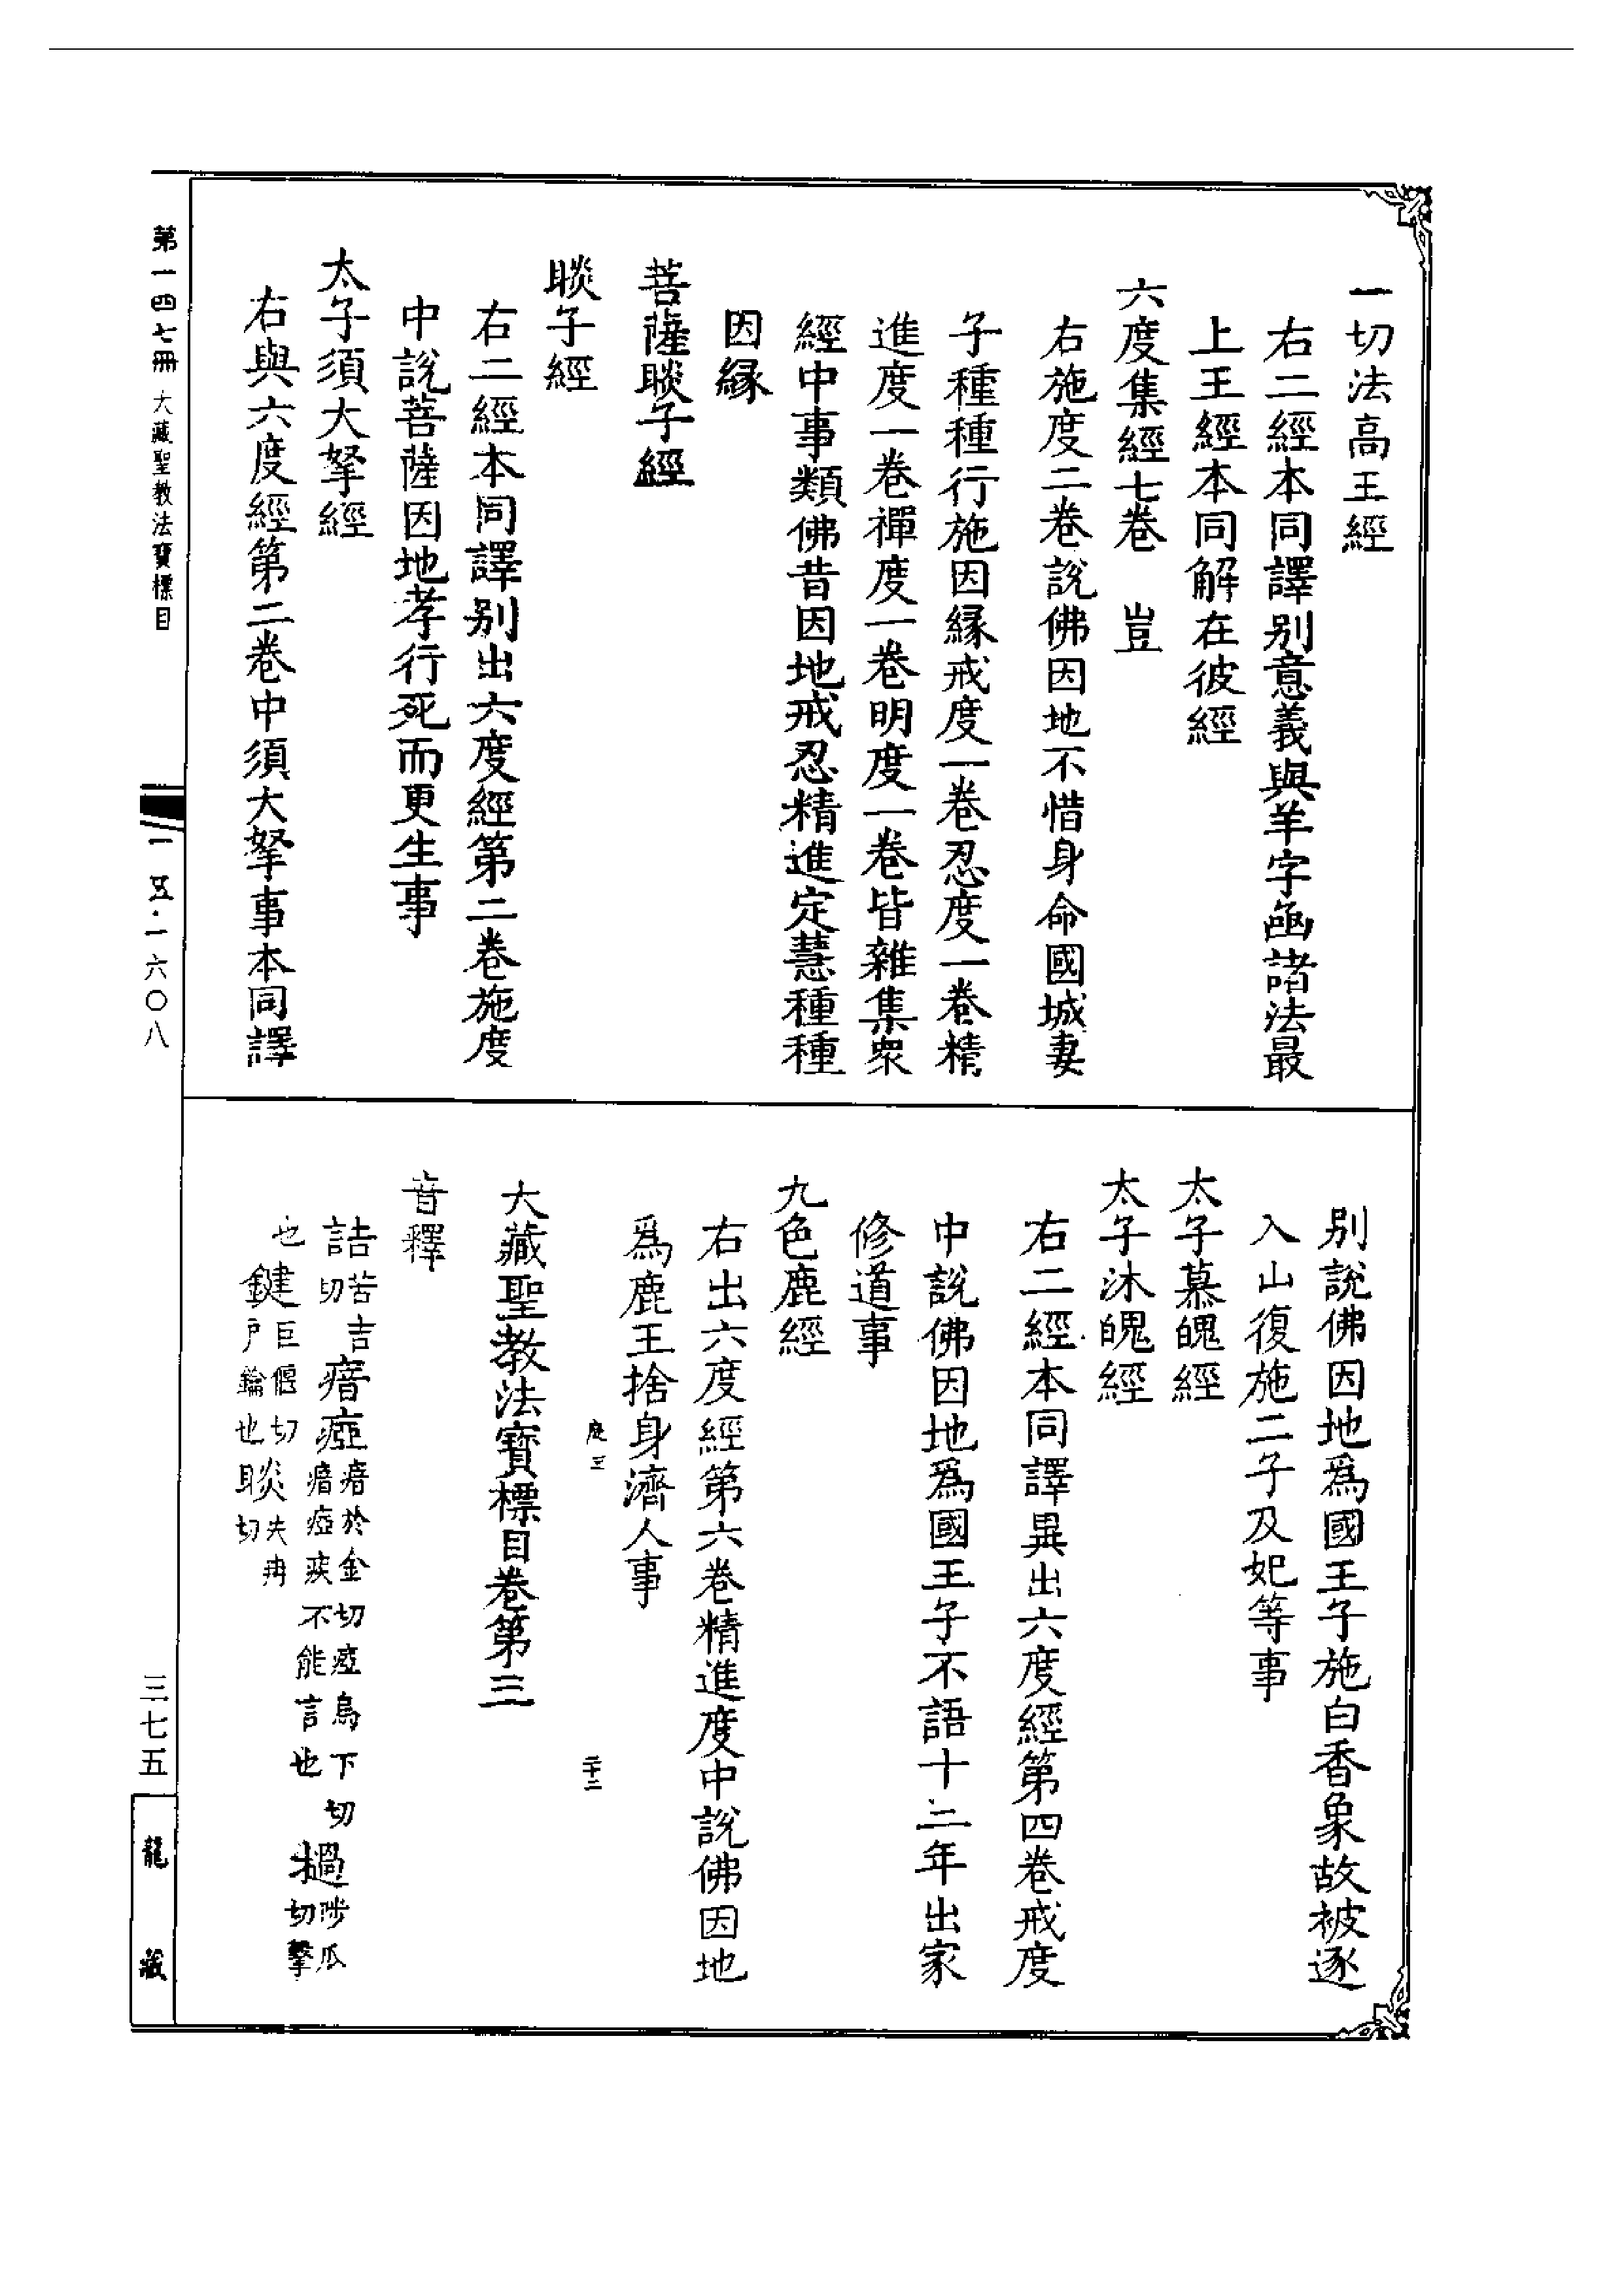 一切法高王經
右二經本同譯别意義與羊字凾諸法最
上王經本同解在彼經
六度集經七卷　豈
右施度二卷說佛因地不惜身命國城妻
子種種行施因緣戒度一卷忍度一卷精
進度一卷禪度一卷明度一卷皆雜集眾
經中事類佛昔因地戒忍精進定慧種種
因緣
菩薩睒子經
睒子經
右二經本同譯别出六度經第二卷施度
中說菩薩因地孝行死而更生事
太子須大拏經
右與六度經第二卷中須大拏事本同譯
别說佛因地爲國王子施白香象故被逐
入山復施二子及妃等事
太子慕魄經
太子沐魄經
右二經本同譯異出六度經第四卷戒度
中說佛因地爲國王子不語十二年出家
修道事
九色鹿經
右出六度經第六卷精進度中說佛因地
爲鹿王捨身濟人事
二十二
大藏聖教法寶標目卷第三
音釋
詰苦吉切瘖瘂瘖於金切瘂烏下切瘖瘂疾不能言也撾陟瓜切擊
也鍵巨偃切戶鑰也睒失冉切
第一四七冊　大藏聖教法寶標目
三七五
龍藏